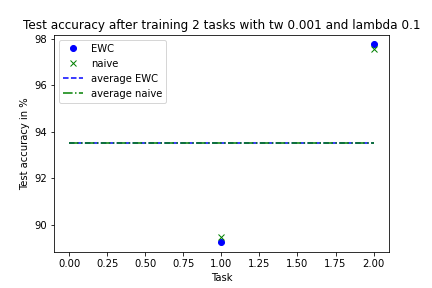 Test accuracy after training 2 tasks with tw 0.001 and lambda 0.1
98
96
94
92
90
Test accuracy in %
EWC
naive
average EWC
average naive
0.00 0.25 0.50 0.75 1.00 1.25 1.50 1.75 2.00
Task